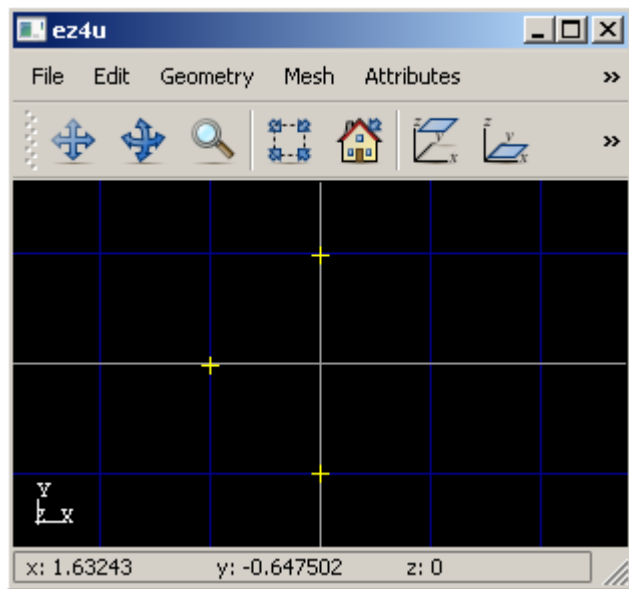 ez4u
File Edit Geometry Mesh Attributes »
z y x z y x »
Y
z X
x: 1.63243 y: -0.647502 z: 0